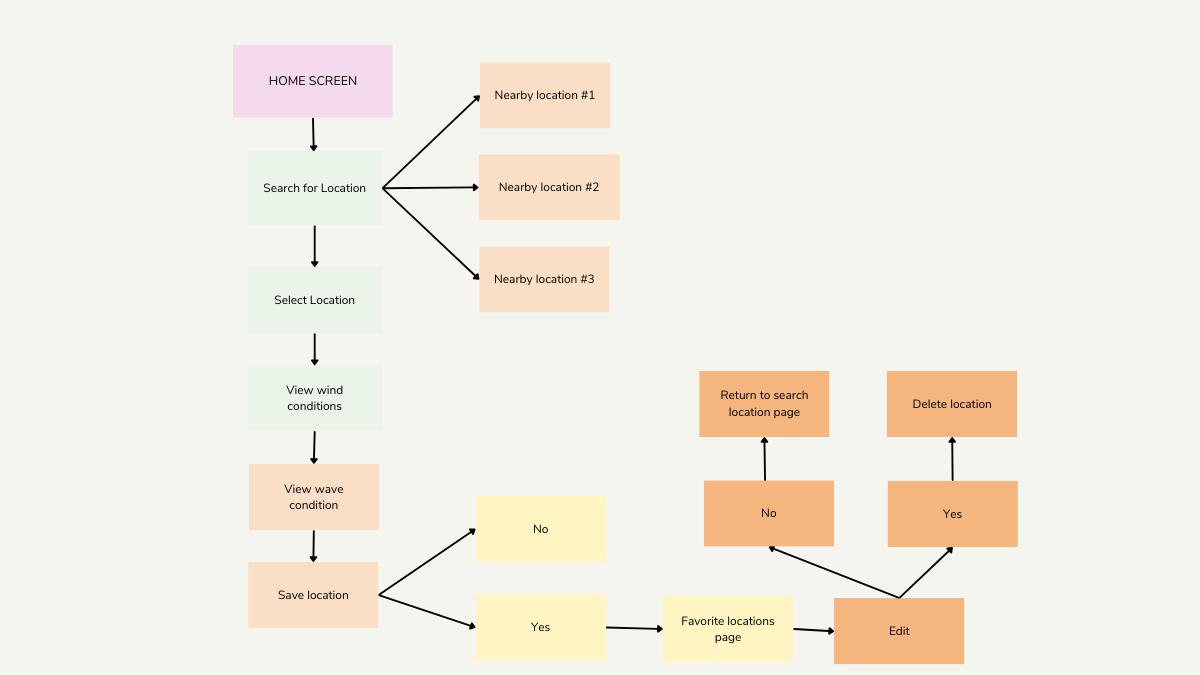 HOME SCREEN
Nearby location #1
Search for Location
Nearby location #2
Nearby location #3
Select Location
View wind
conditions
View wave
condition
Save location
No
Yes
Favorite locations
page
Edit
No
Yes
Return to search
location page
Delete location